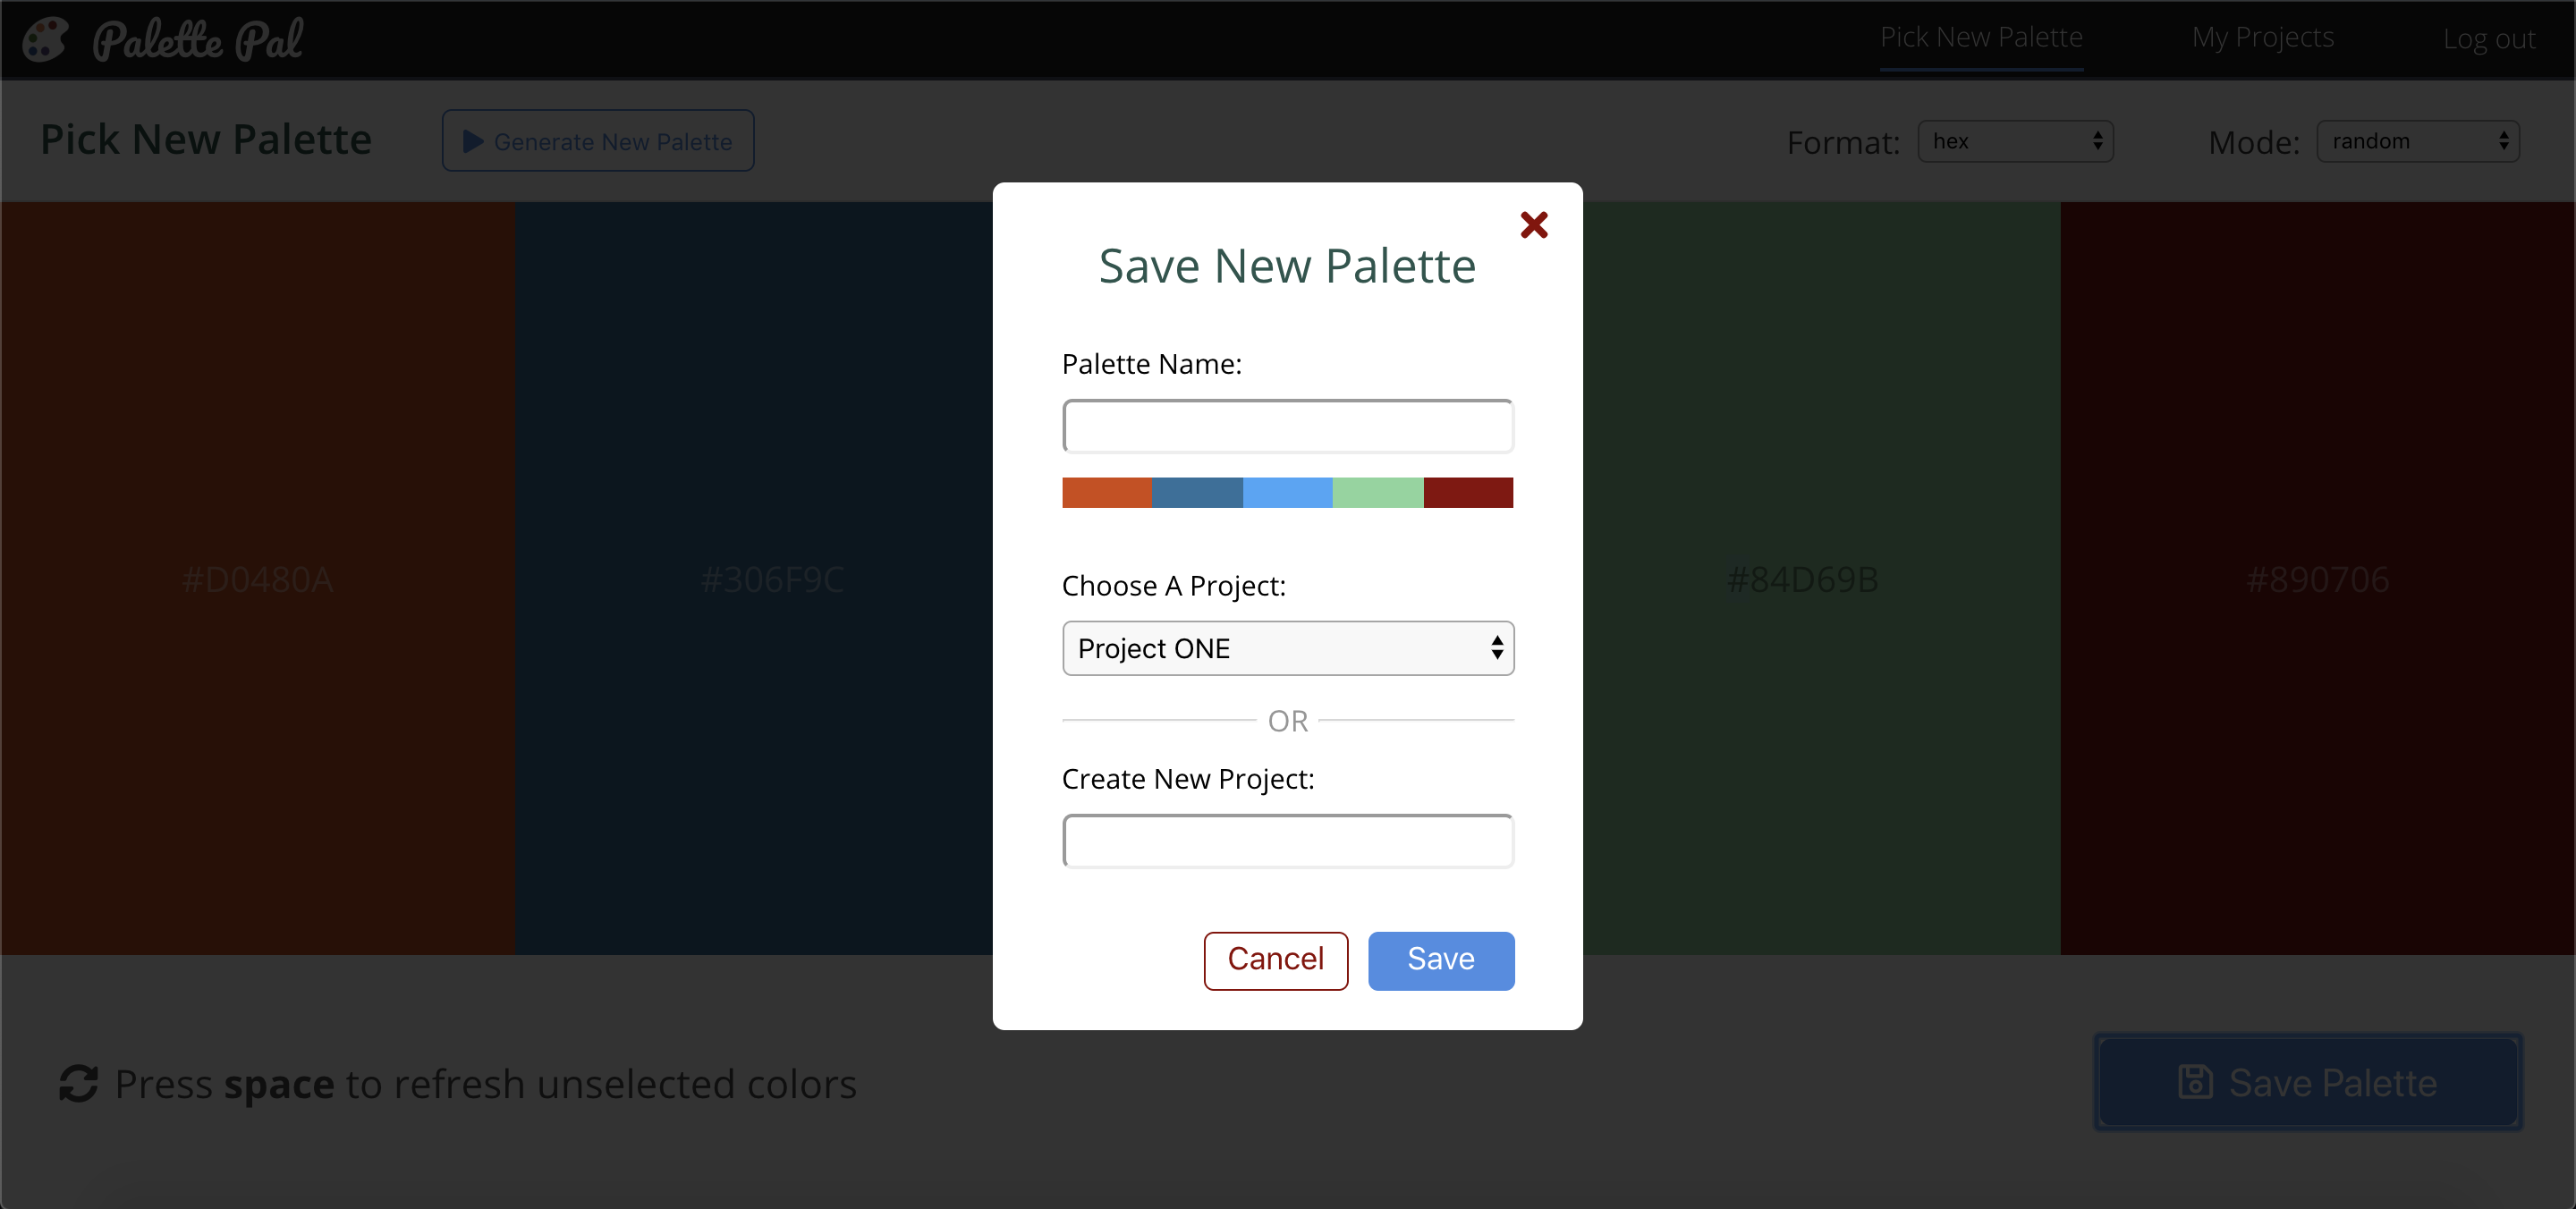 Palette Pal
Pick New Palette
My Projects
Log out
Pick New Palette
Generate New Palette
Format:
hex
Mode:
random
Save New Palette
Palette Name:
#D0480A
#306F9C
#84D69B
#890706
Choose A Project:
Project ONE
OR
Create New Project:
Cancel
Save
Press space to refresh unselected colors
Save Palette